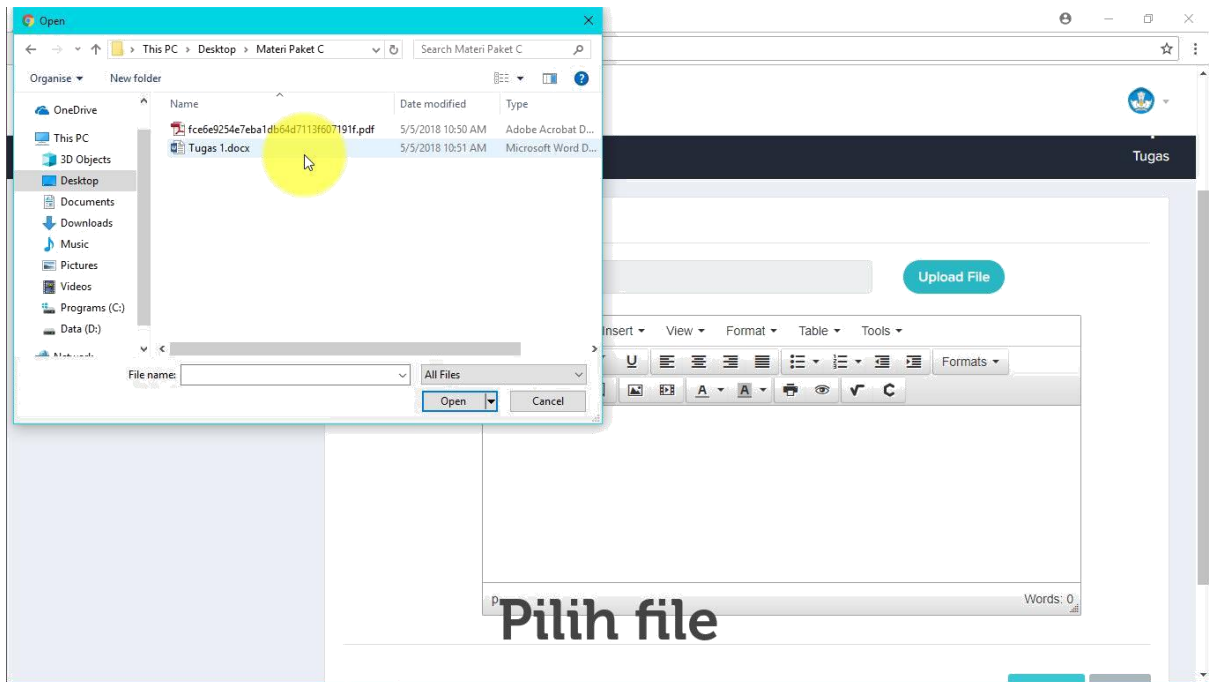 Open
This PC > Desktop > Materi Paket C
Search Materi Paket C
Organise
New folder
Name
Date modified
Type
OneDrive
This PC
3D Objects
Desktop
Documents
Downloads
Music
Pictures
Videos
Programs (C:)
Data (D:)
Network
fce6e9254e7eba1db64d7113f607191f.pdf
5/5/2018 10:50 AM
Adobe Acrobat D...
Tugas 1.docx
5/5/2018 10:51 AM
Microsoft Word D...
File name:
All Files
Open
Cancel
Tugas
Upload File
Insert
View
Format
Table
Tools
Formats
p
Words: 0
Pilih file